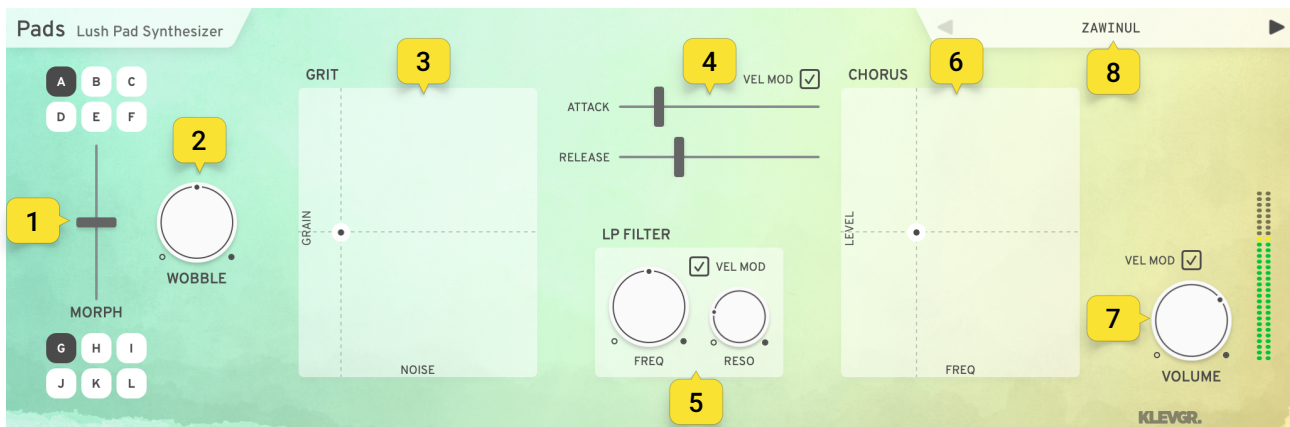 Pads Lush Pad Synthesizer
ZAWINUL
8
A B C
D E F
1
MORPH
G H I
J K L
2
WOBBLE
GRIT
3
GRAIN
NOISE
4
VEL MOD
ATTACK
RELEASE
LP FILTER
VEL MOD
FREQ RESO
5
CHORUS
6
LEVEL
FREQ
VEL MOD
7
VOLUME
KLEVGR.